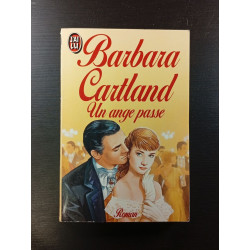 J'AI LU
Barbara
Cartland
Un ange passe
Roman